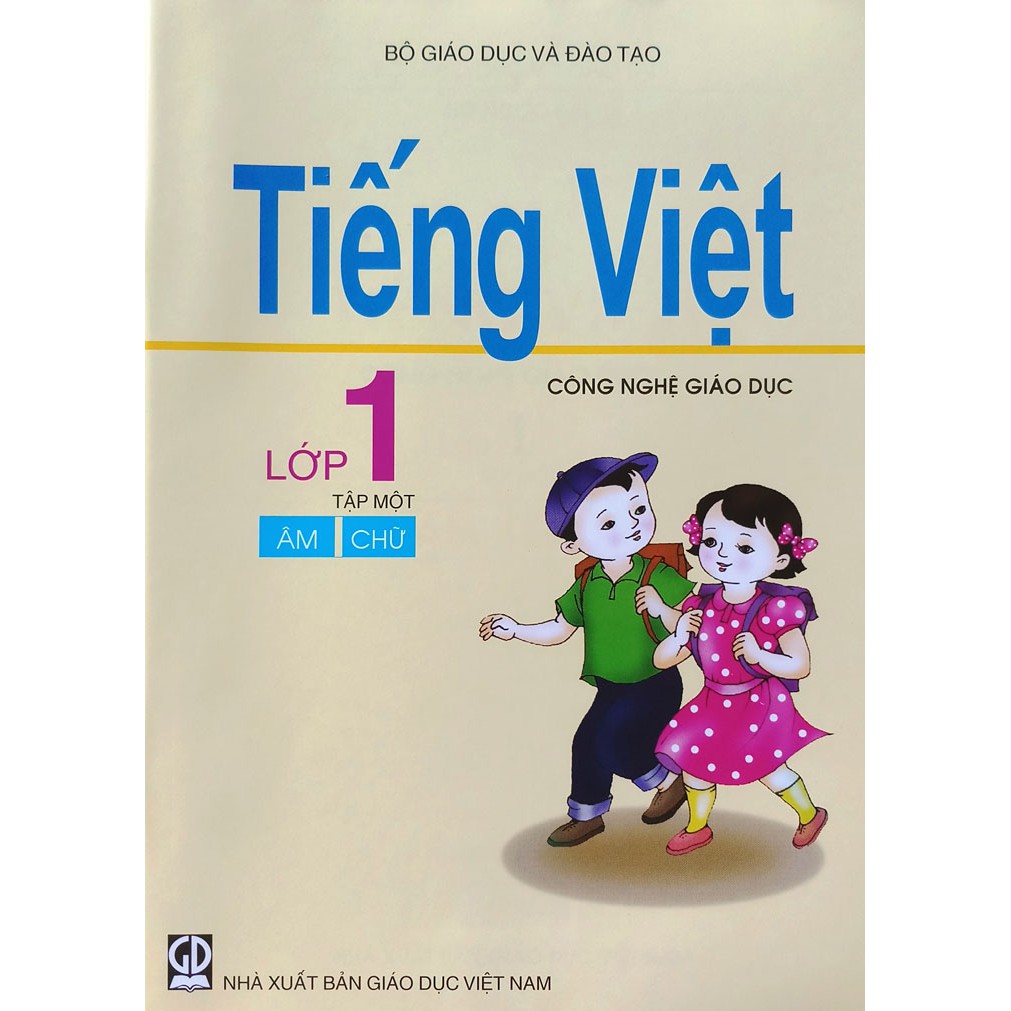 BỘ GIÁO DỤC VÀ ĐÀO TẠO
Tiếng Việt
CÔNG NGHỆ GIÁO DỤC
LỚP 1
TẬP MỘT
ÂM CHỮ
GD
NHÀ XUẤT BẢN GIÁO DỤC VIỆT NAM